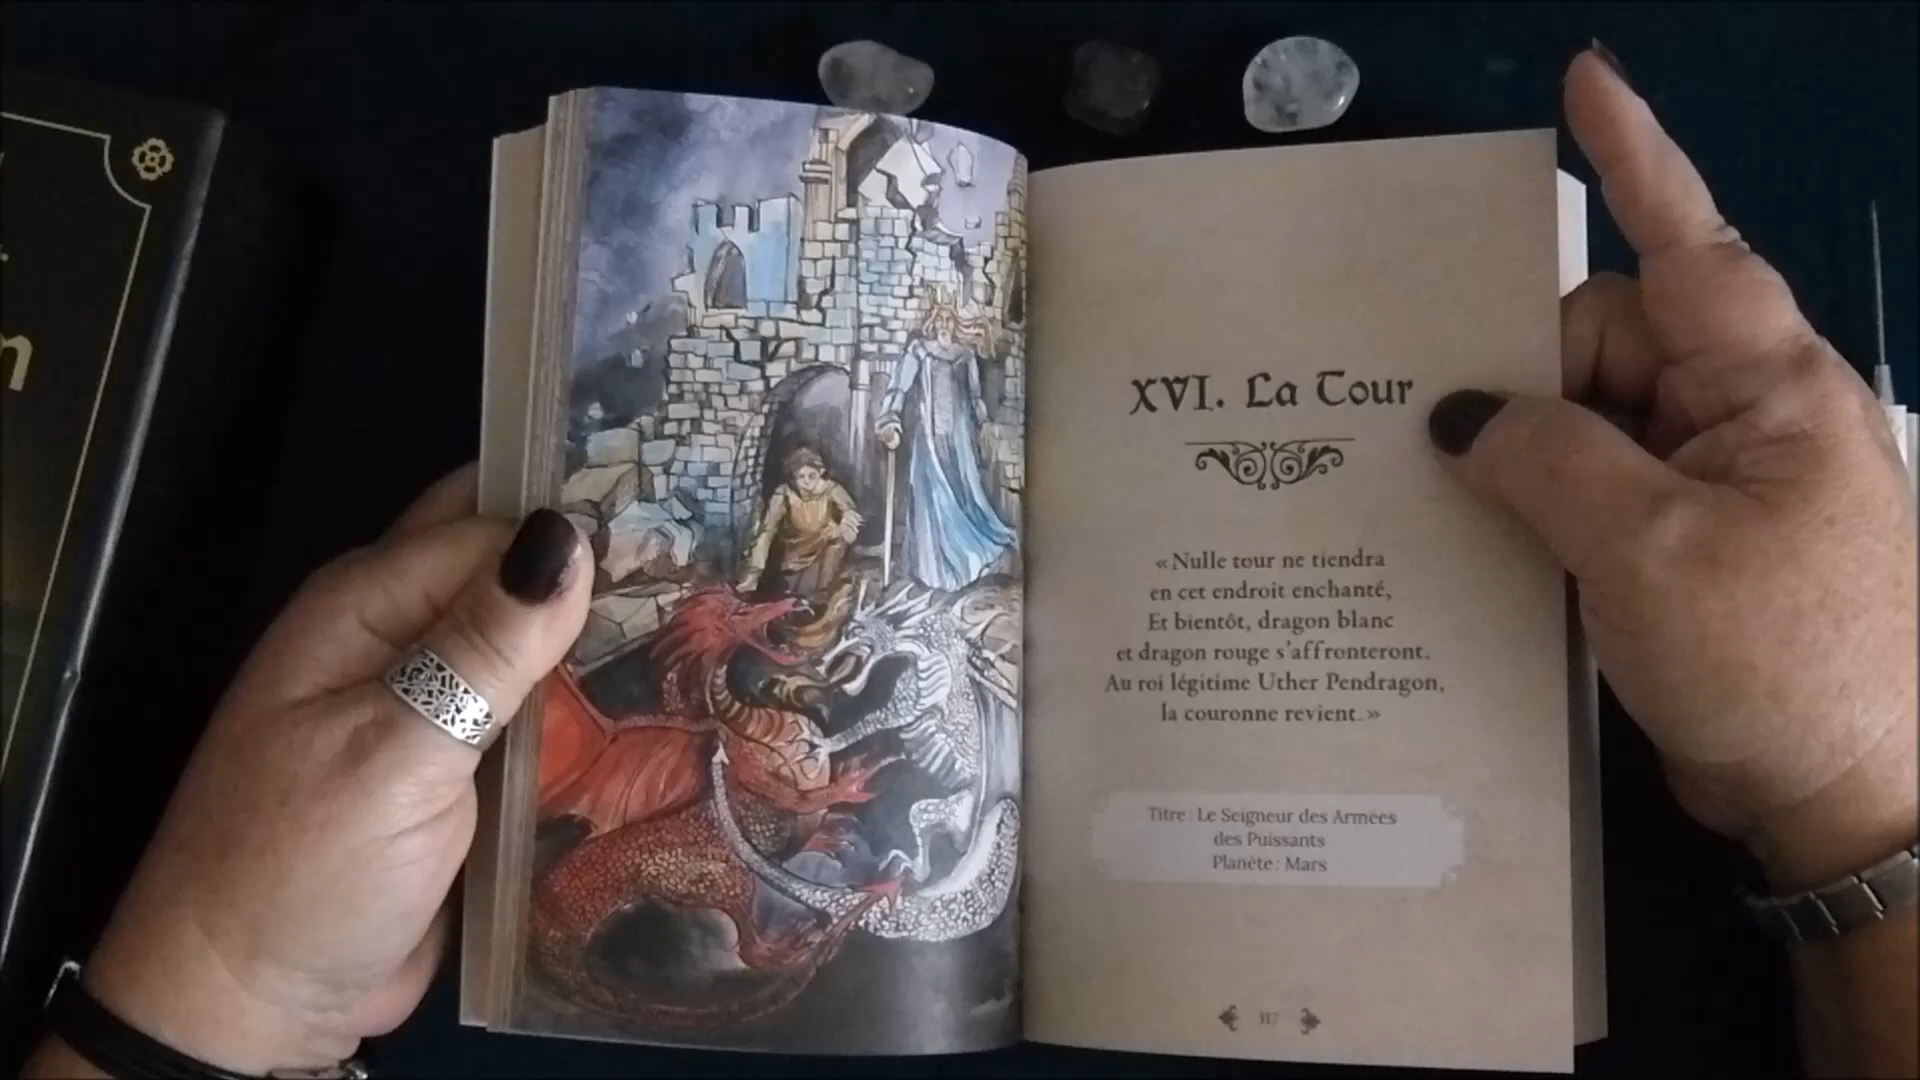 n
XVI. La Tour
«Nulle tour ne tiendra
en cet endroit enchanté,
Et bientôt, dragon blanc
et dragon rouge s'affronteront.
Au roi légitime Uther Pendragon,
la couronne revient.»
Titre : Le Seigneur des Armées
des Puissants
Planète : Mars
117